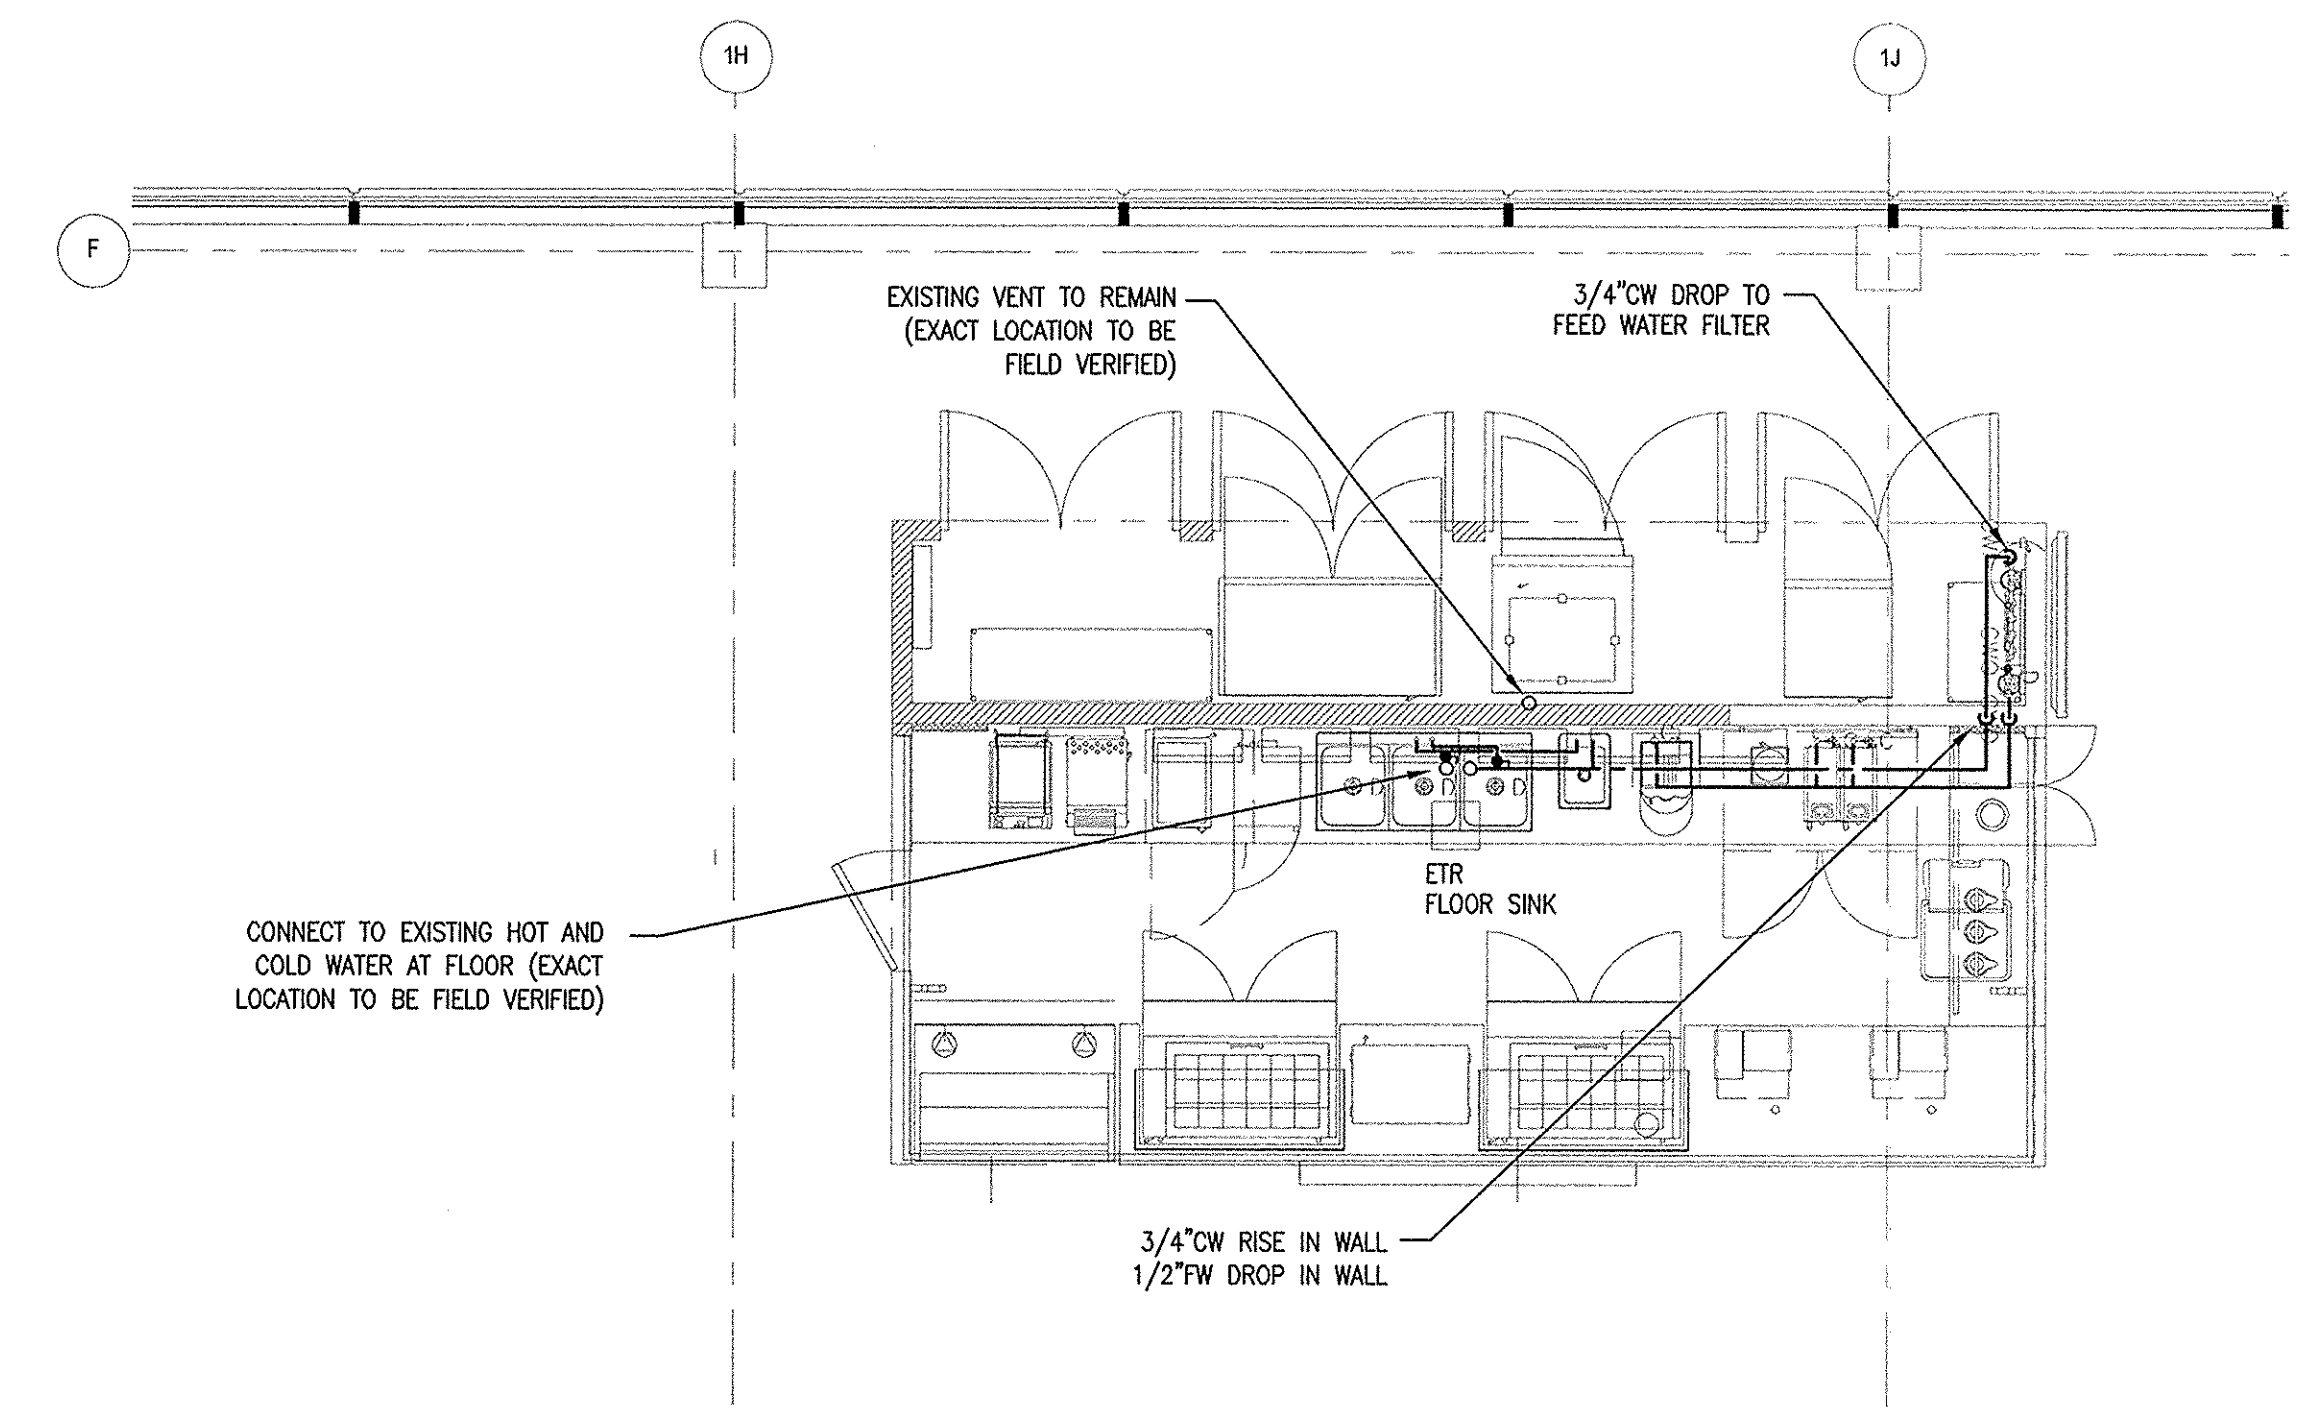 1H
1J
F
EXISTING VENT TO REMAIN
(EXACT LOCATION TO BE
FIELD VERIFIED)
3/4"CW DROP TO
FEED WATER FILTER
D
D
D
ETR
FLOOR SINK
CONNECT TO EXISTING HOT AND
COLD WATER AT FLOOR (EXACT
LOCATION TO BE FIELD VERIFIED)
3/4"CW RISE IN WALL
1/2"FW DROP IN WALL